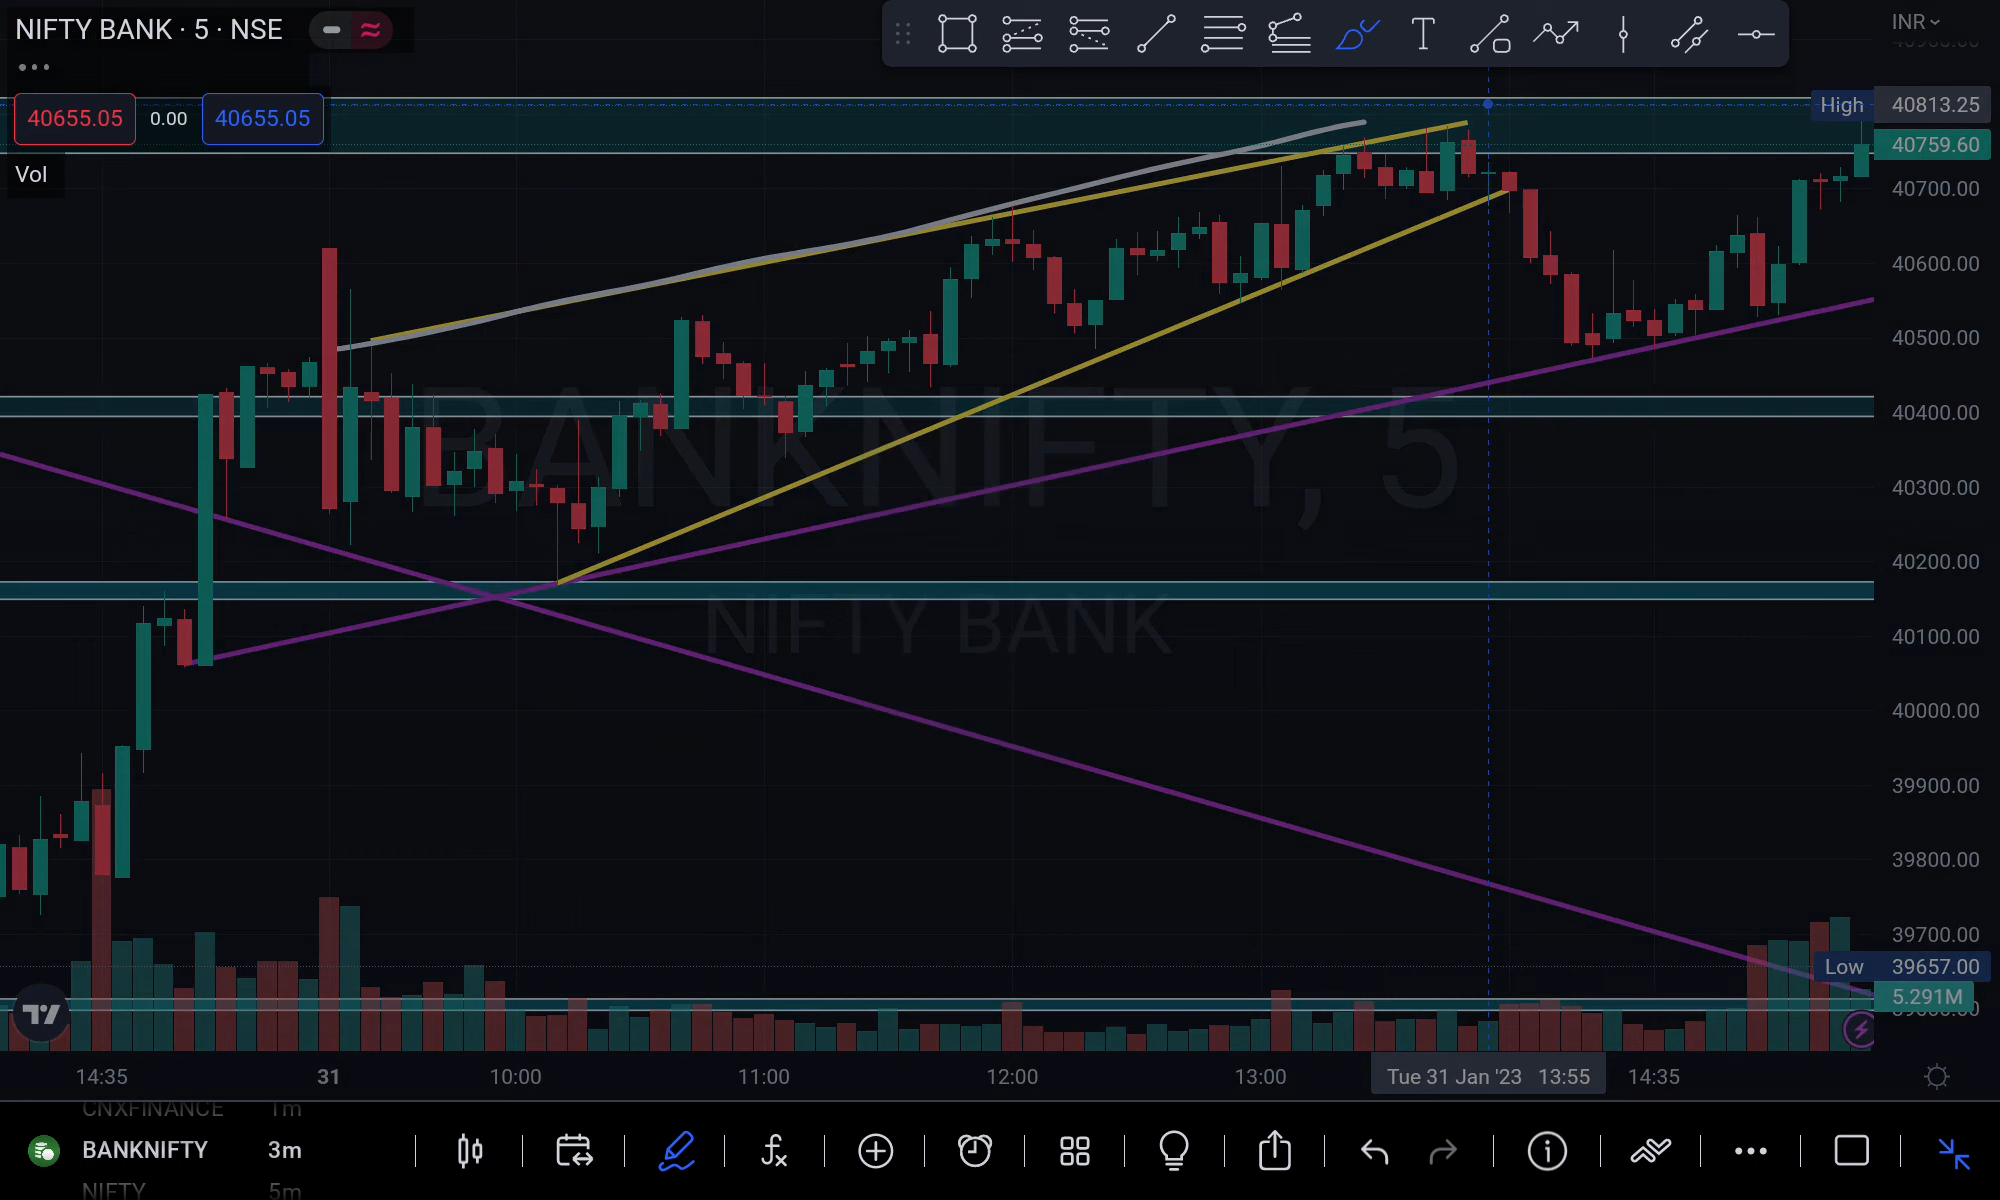 NIFTY BANK · 5 · NSE
INR
40655.05 0.00 40655.05
Vol
High 40813.25
40759.60
40700.00
40600.00
40500.00
40400.00
40300.00
40200.00
40100.00
40000.00
39900.00
39800.00
39700.00
Low 39657.00
5.291M
BANKNIFTY, 5
NIFTY BANK
14:35 31 10:00 11:00 12:00 13:00 Tue 31 Jan '23 13:55 14:35
CNXFINANCE 1m
BANKNIFTY 3m
NIFTY 5m